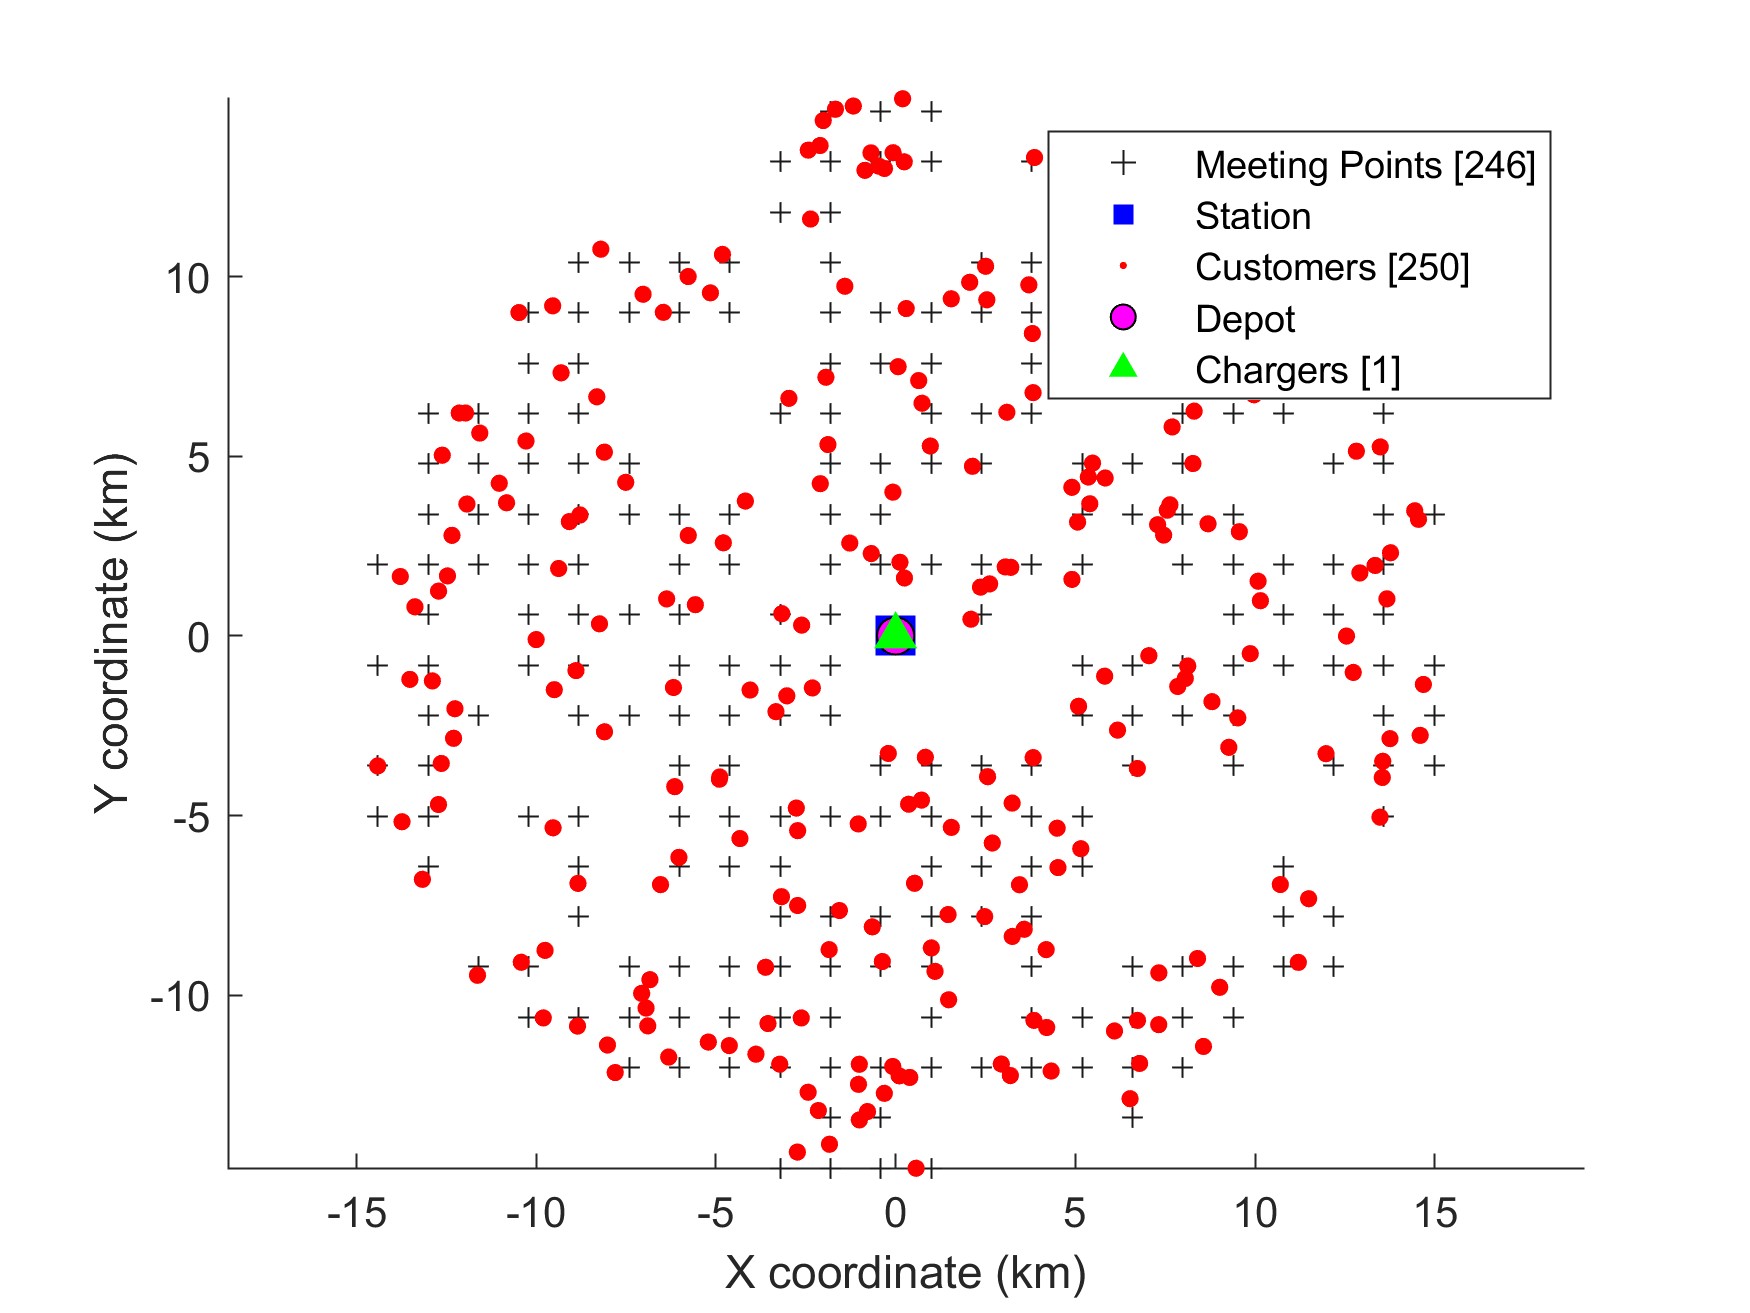 Meeting Points [246]
Station
Customers [250]
Depot
Chargers [1]
10
5
0
-5
-10
Y coordinate (km)
-15 -10 -5 0 5 10 15
X coordinate (km)